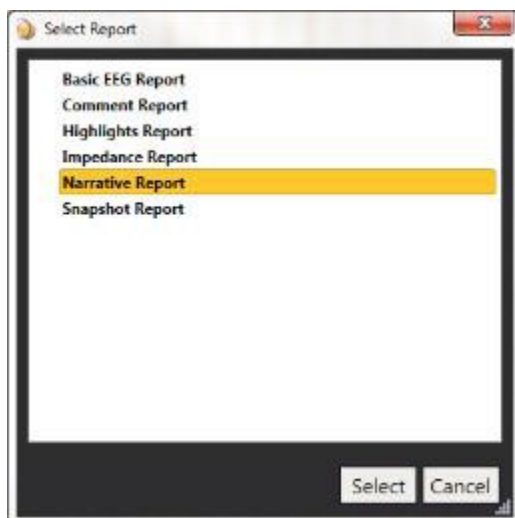 Select Report
Basic EEG Report
Comment Report
Highlights Report
Impedance Report
Narrative Report
Snapshot Report
Select Cancel